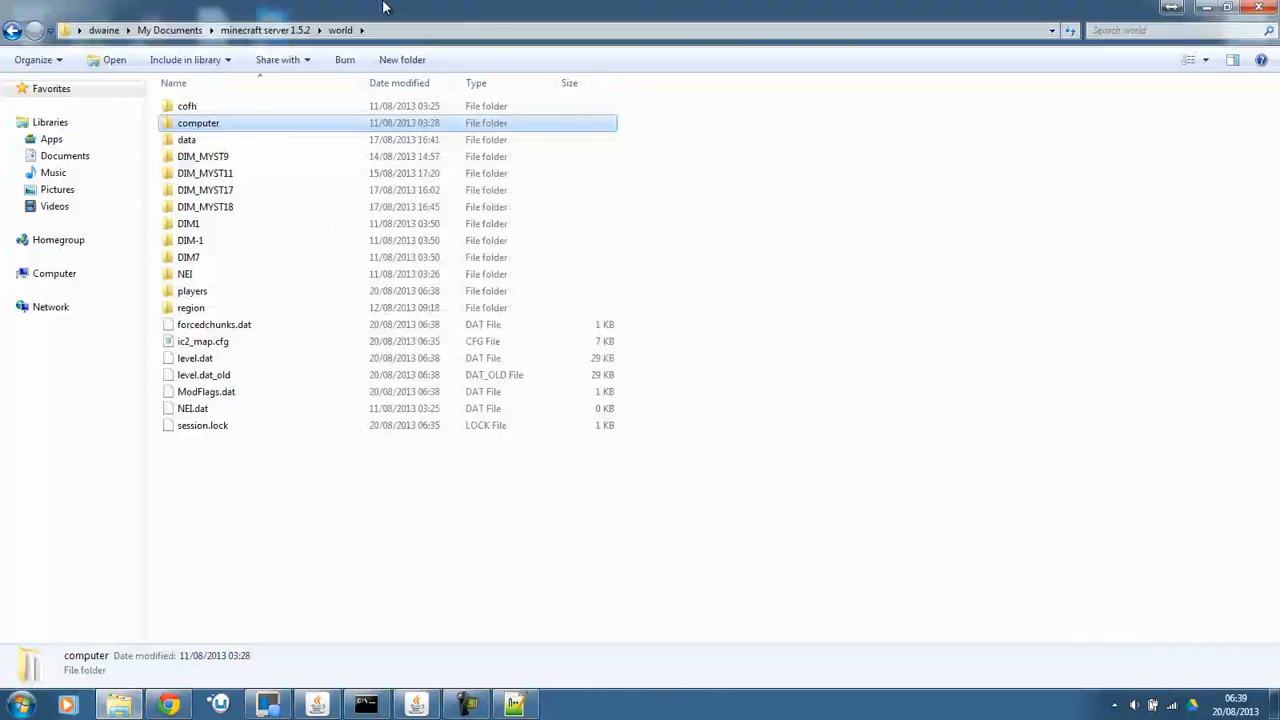 dwaine ▸ My Documents ▸ minecraft server 1.5.2 ▸ world ▸ Search world
Organize Open Include in library Share with Burn New folder
Name Date modified Type Size
Favorites
Libraries
Apps
Documents
Music
Pictures
Videos
Homegroup
Computer
Network
cofh 11/08/2013 03:25 File folder
computer 11/08/2013 03:28 File folder
data 17/08/2013 16:41 File folder
DIM_MYST9 14/08/2013 14:57 File folder
DIM_MYST11 15/08/2013 17:20 File folder
DIM_MYST17 17/08/2013 16:02 File folder
DIM_MYST18 17/08/2013 16:45 File folder
DIM1 11/08/2013 03:50 File folder
DIM-1 11/08/2013 03:50 File folder
DIM7 11/08/2013 03:50 File folder
NEI 11/08/2013 03:26 File folder
players 20/08/2013 06:38 File folder
region 12/08/2013 09:18 File folder
forcedchunks.dat 20/08/2013 06:38 DAT File 1 KB
ic2_map.cfg 20/08/2013 06:35 CFG File 7 KB
level.dat 20/08/2013 06:38 DAT File 29 KB
level.dat_old 20/08/2013 06:38 DAT_OLD File 29 KB
ModFlags.dat 20/08/2013 06:38 DAT File 1 KB
NEI.dat 11/08/2013 03:25 DAT File 0 KB
session.lock 20/08/2013 06:35 LOCK File 1 KB
computer Date modified: 11/08/2013 03:28
File folder
06:39
20/08/2013